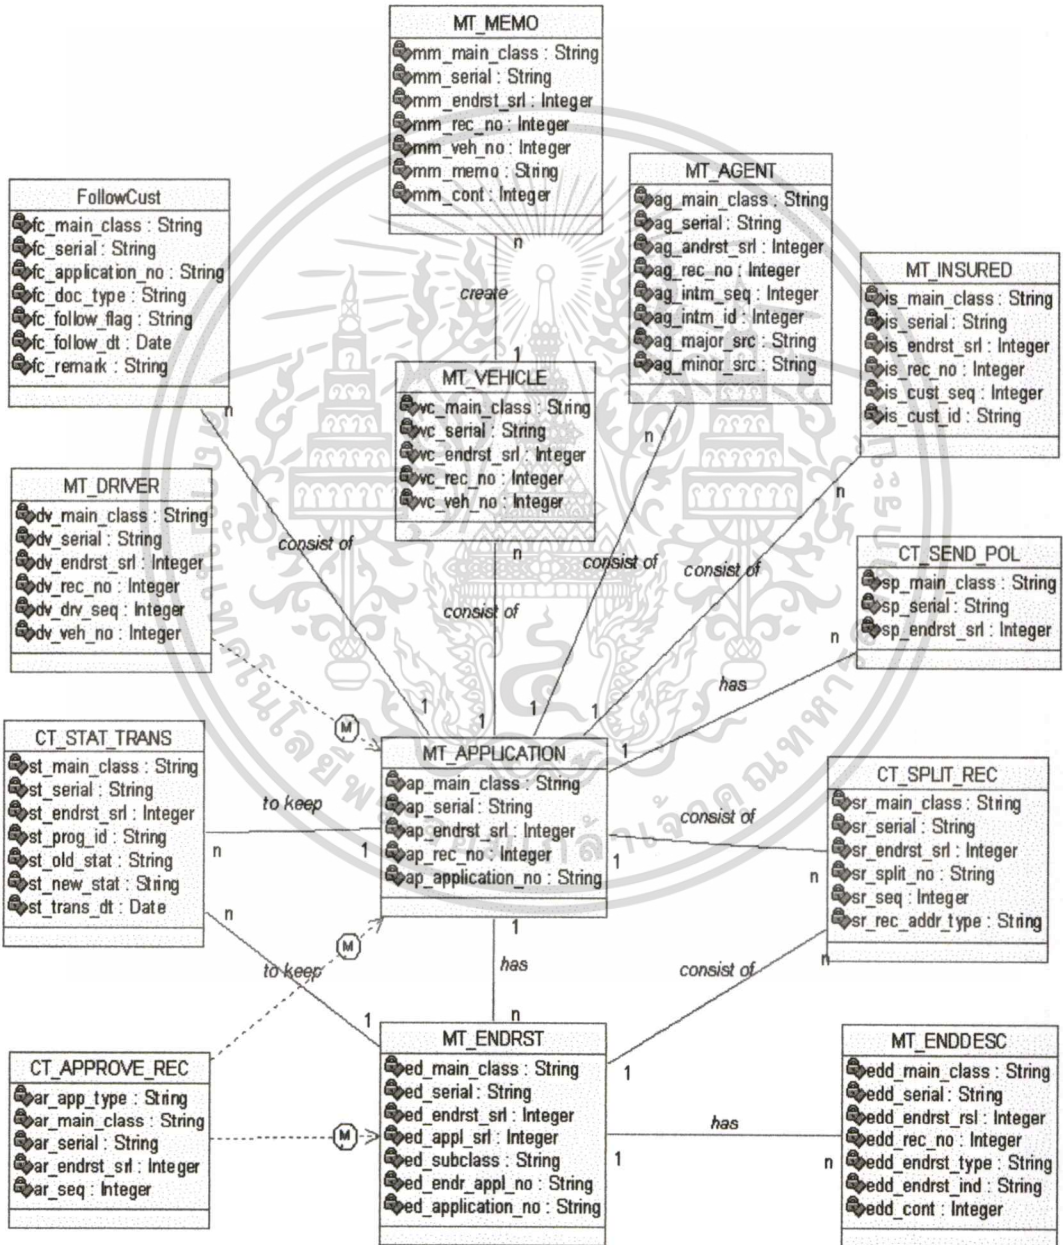 MT_MEMO
mm_main_class : String
mm_serial : String
mm_endrst_srl : Integer
mm_rec_no : Integer
mm_veh_no : Integer
mm_memo : String
mm_cont : Integer
n
create
1
MT_AGENT
ag_main_class : String
ag_serial : String
ag_andrst_srl : Integer
ag_rec_no : Integer
ag_intm_seq : Integer
ag_intm_id : Integer
ag_major_src : String
ag_minor_src : String
n
consist of
1
FollowCust
fc_main_class : String
fc_serial : String
fc_application_no : String
fc_doc_type : String
fc_follow_flag : String
fc_follow_dt : Date
fc_remark : String
n
consist of
1
MT_INSURED
is_main_class : String
is_serial : String
is_endrst_srl : Integer
is_rec_no : Integer
is_cust_seq : Integer
is_cust_id : String
n
consist of
1
MT_VEHICLE
vc_main_class : String
vc_serial : String
vc_endrst_srl : Integer
vc_rec_no : Integer
vc_veh_no : Integer
n
consist of
1
MT_DRIVER
dv_main_class : String
dv_serial : String
dv_endrst_srl : Integer
dv_rec_no : Integer
dv_drv_seq : Integer
dv_veh_no : Integer
M
CT_SEND_POL
sp_main_class : String
sp_serial : String
sp_endrst_srl : Integer
n
has
1
CT_STAT_TRANS
st_main_class : String
st_serial : String
st_endrst_srl : Integer
st_prog_id : String
st_old_stat : String
st_new_stat : String
st_trans_dt : Date
n
to keep
1
n
to keep
1
MT_APPLICATION
ap_main_class : String
ap_serial : String
ap_endrst_srl : Integer
ap_rec_no : Integer
ap_application_no : String
1
has
n
CT_SPLIT_REC
sr_main_class : String
sr_serial : String
sr_endrst_srl : Integer
sr_split_no : String
sr_seq : Integer
sr_rec_addr_type : String
consist of
1
n
consist of
n
1
CT_APPROVE_REC
ar_app_type : String
ar_main_class : String
ar_serial : String
ar_endrst_srl : Integer
ar_seq : Integer
M
M
MT_ENDRST
ed_main_class : String
ed_serial : String
ed_endrst_srl : Integer
ed_appl_srl : Integer
ed_subclass : String
ed_endr_appl_no : String
ed_application_no : String
has
1
n
MT_ENDDESC
edd_main_class : String
edd_serial : String
edd_endrst_rsl : Integer
edd_rec_no : Integer
edd_endrst_type : String
edd_endrst_ind : String
edd_cont : Integer